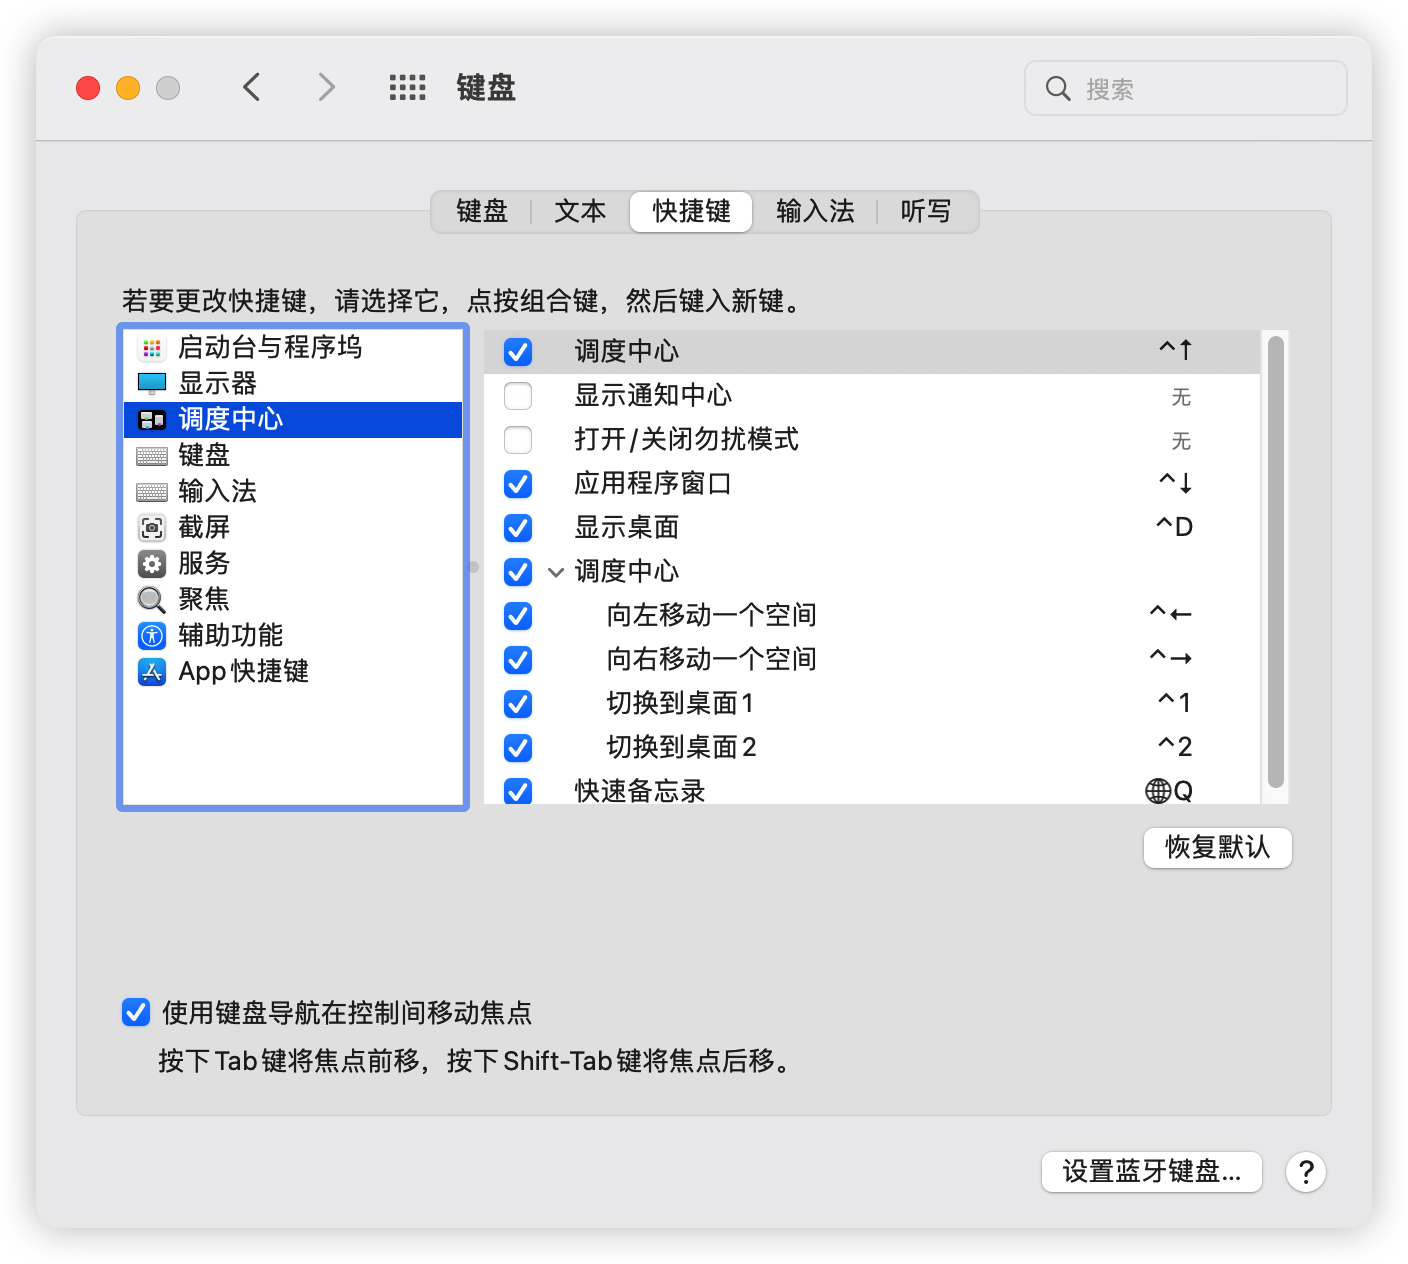 键盘
搜索
键盘 文本 快捷键 输入法 听写
若要更改快捷键，请选择它，点按组合键，然后键入新键。
启动台与程序坞
显示器
调度中心
键盘
输入法
截屏
服务
聚焦
辅助功能
App快捷键
调度中心 ^↑
显示通知中心 无
打开/关闭勿扰模式 无
应用程序窗口 ^↓
显示桌面 ^D
调度中心
向左移动一个空间 ^←
向右移动一个空间 ^→
切换到桌面1 ^1
切换到桌面2 ^2
快速备忘录 🌐Q
恢复默认
使用键盘导航在控制间移动焦点
按下Tab键将焦点前移，按下Shift-Tab键将焦点后移。
设置蓝牙键盘... ?